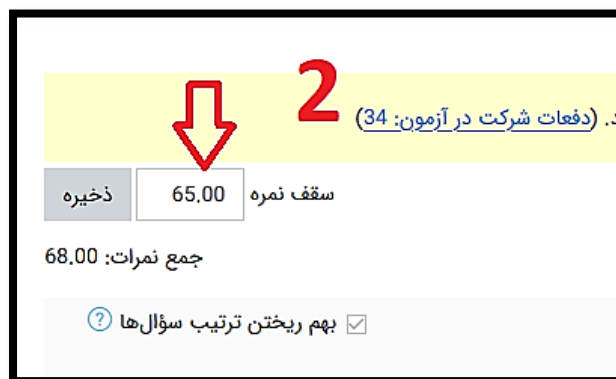 2
د. (دفعات شرکت در آزمون: 34)
سقف نمره 65.00 ذخیره
جمع نمرات: 68.00
بهم ریختن ترتیب سؤال‌ها ?